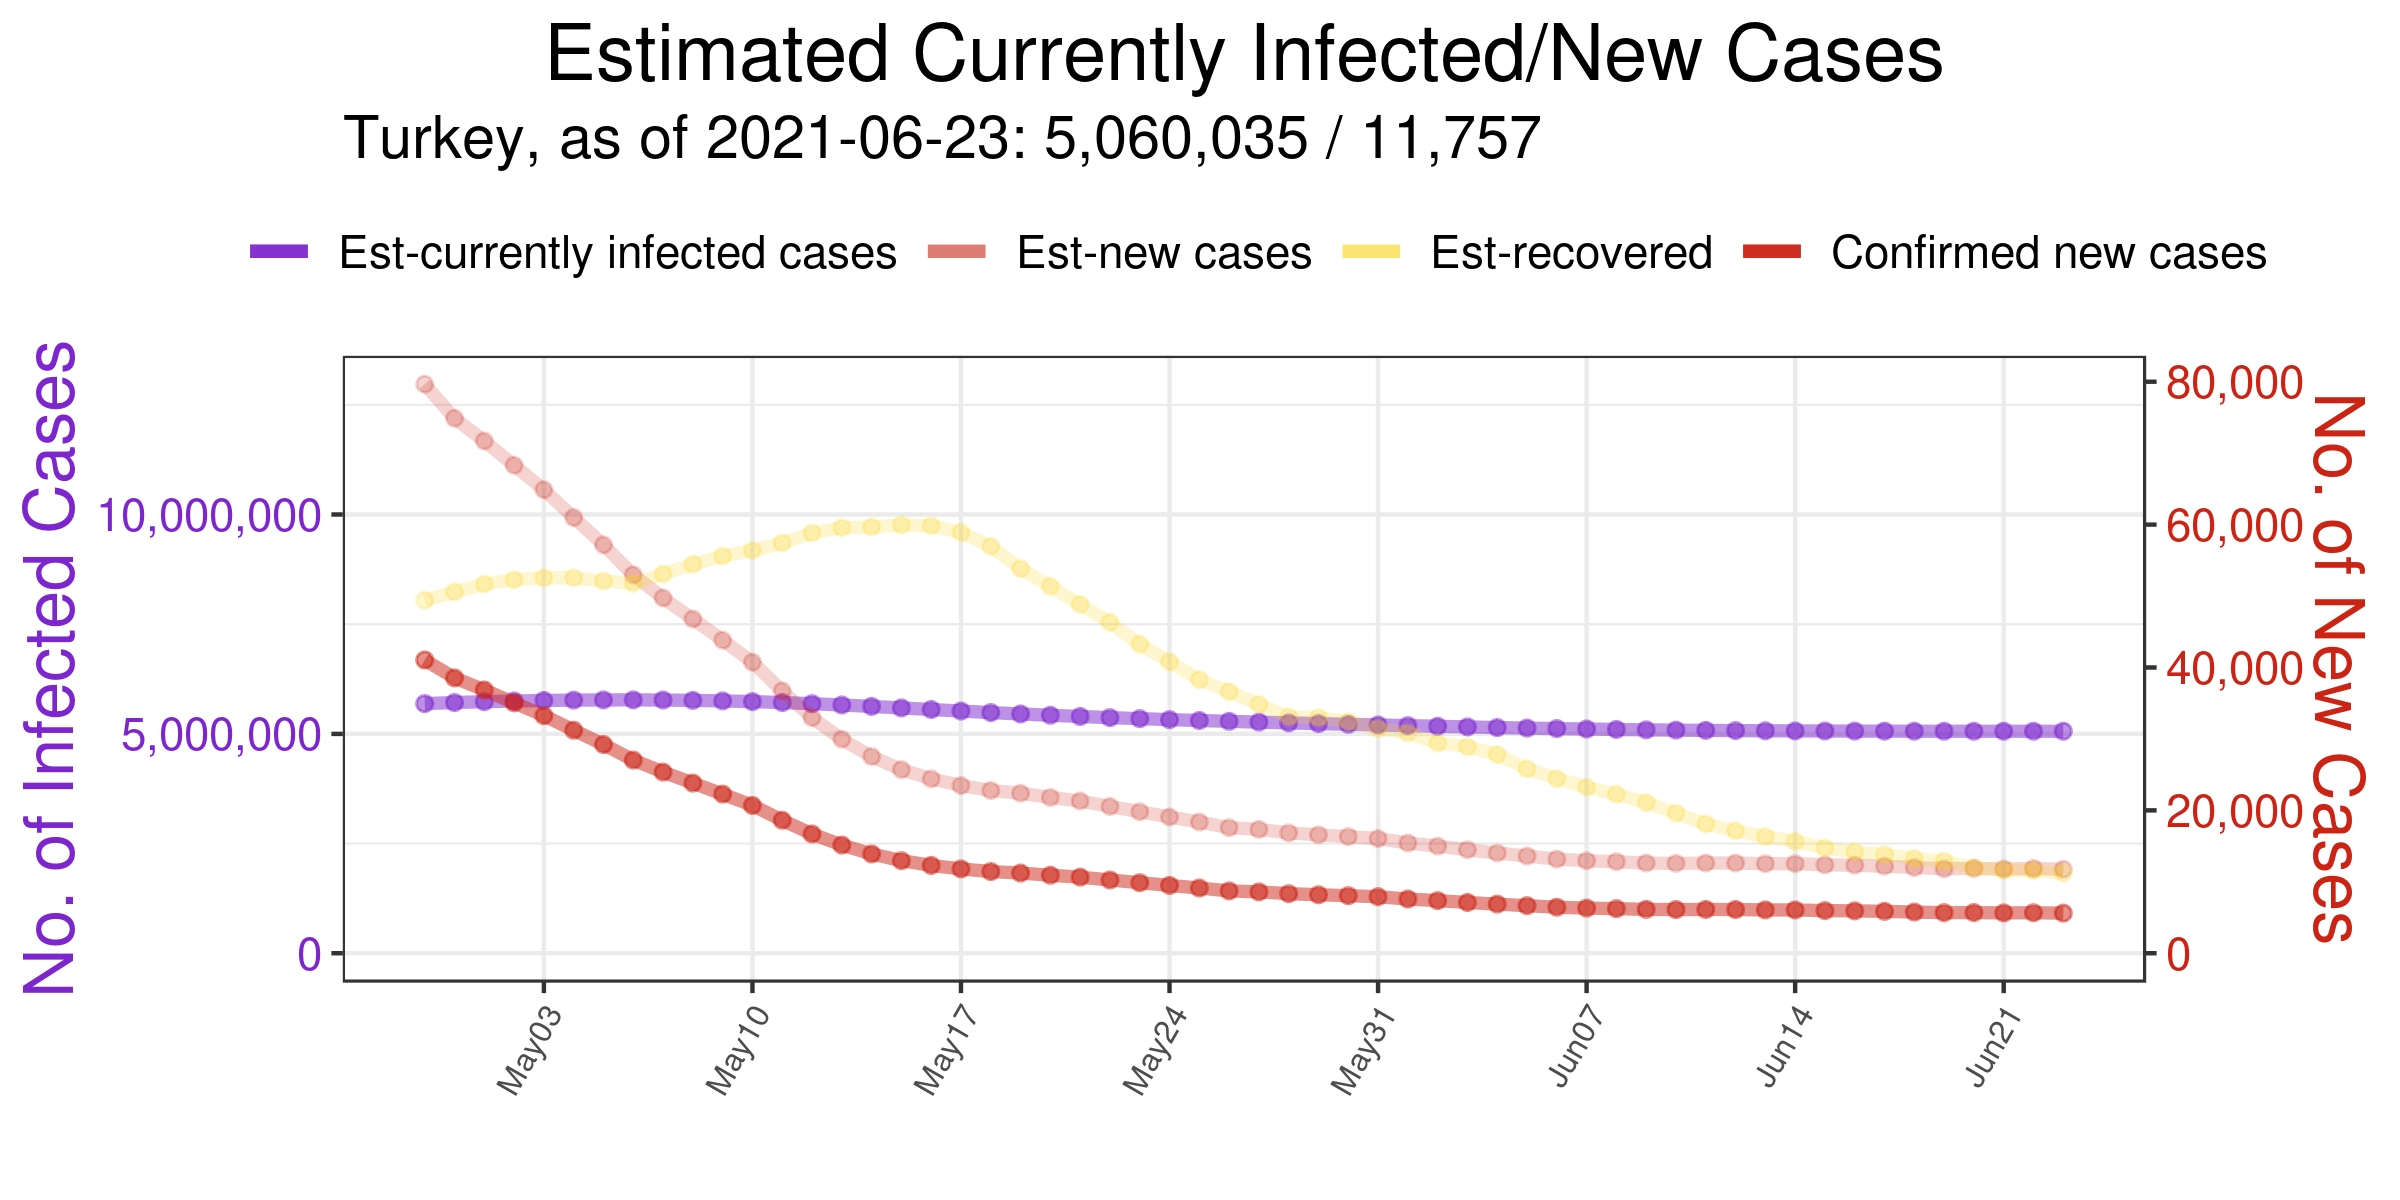 Estimated Currently Infected/New Cases
Turkey, as of 2021-06-23: 5,060,035 / 11,757
Est-currently infected cases Est-new cases Est-recovered Confirmed new cases
No. of Infected Cases
10,000,000
5,000,000
0
80,000
60,000
40,000
20,000
0
No. of New Cases
May03 May10 May17 May24 May31 Jun07 Jun14 Jun21